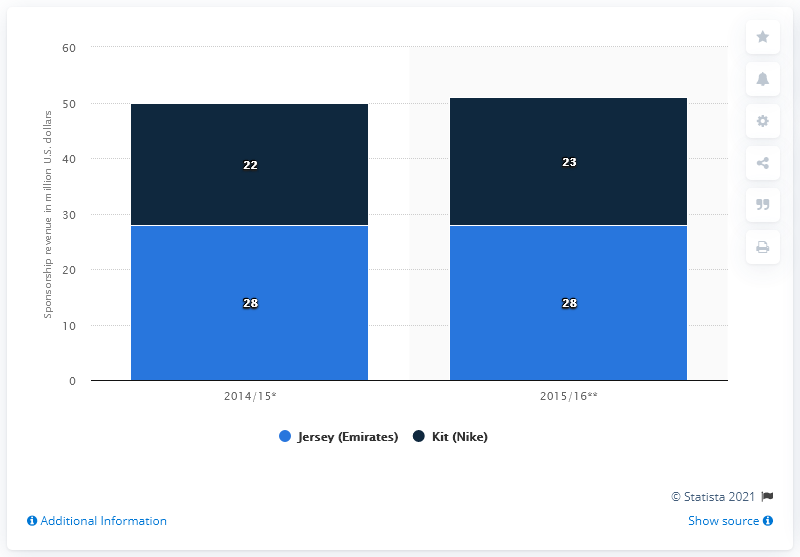 60
50
40
30
20
10
0
Sponsorship revenue in million U.S. dollars
22
23
28
28
2014/15*
2015/16**
Jersey (Emirates)
Kit (Nike)
© Statista 2021
Additional Information
Show source